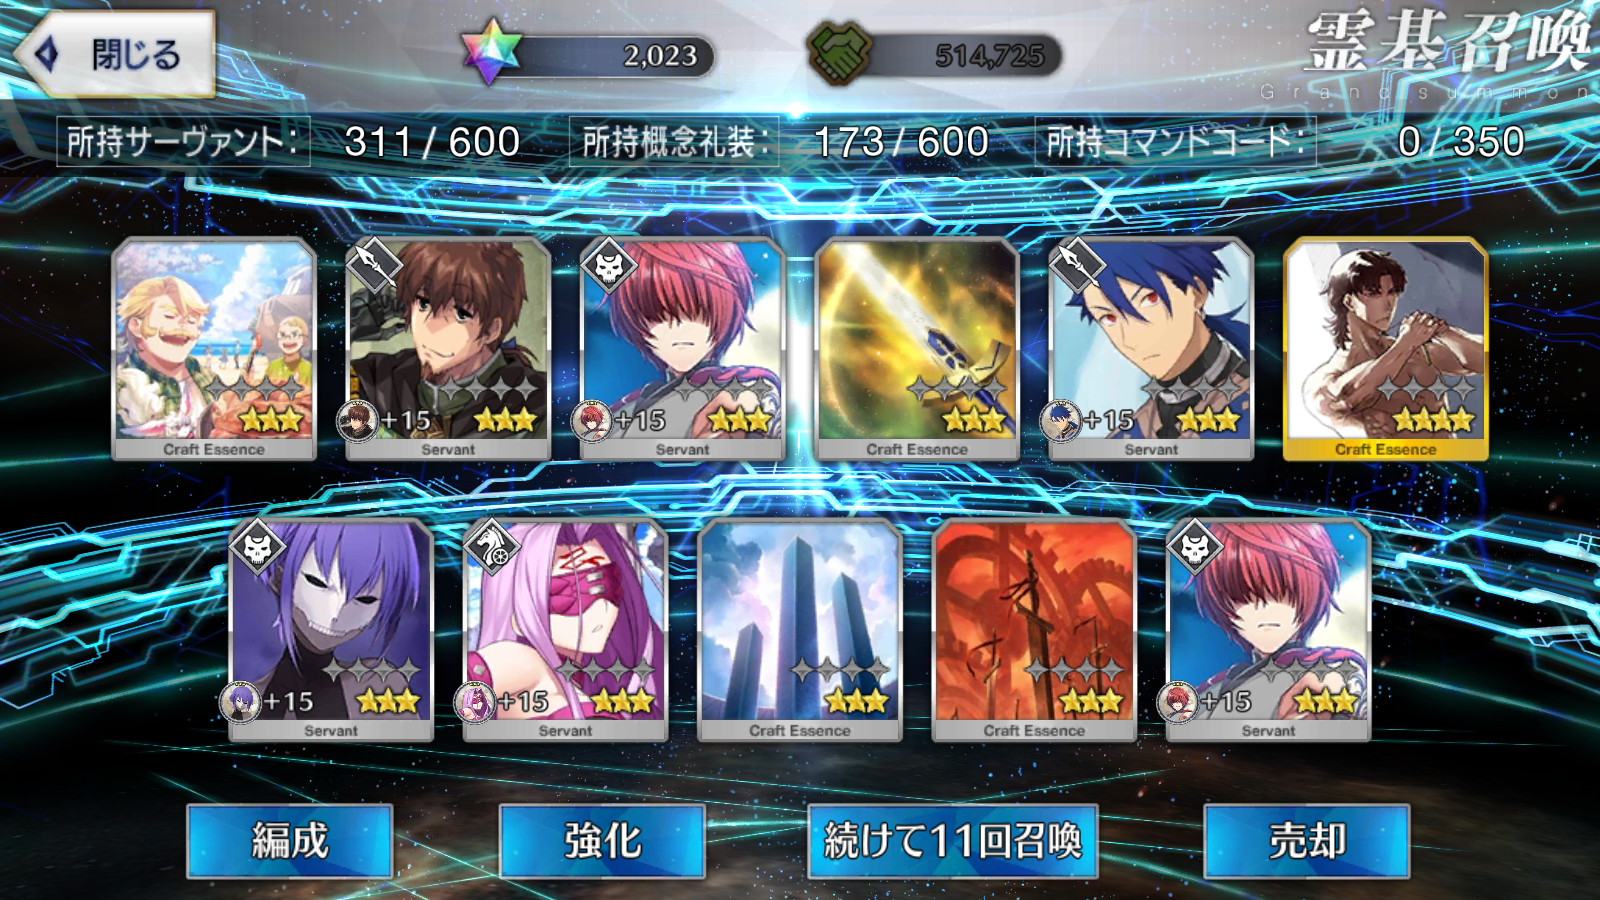 閉じる
2,023
514,725
霊基召喚
Grand summon
所持サーヴァント: 311 / 600
所持概念礼装: 173 / 600
所持コマンドコード: 0 / 350
Craft Essence
+15
Servant
+15
Servant
Craft Essence
+15
Servant
Craft Essence
+15
Servant
+15
Servant
Craft Essence
Craft Essence
+15
Servant
編成
強化
続けて11回召喚
売却